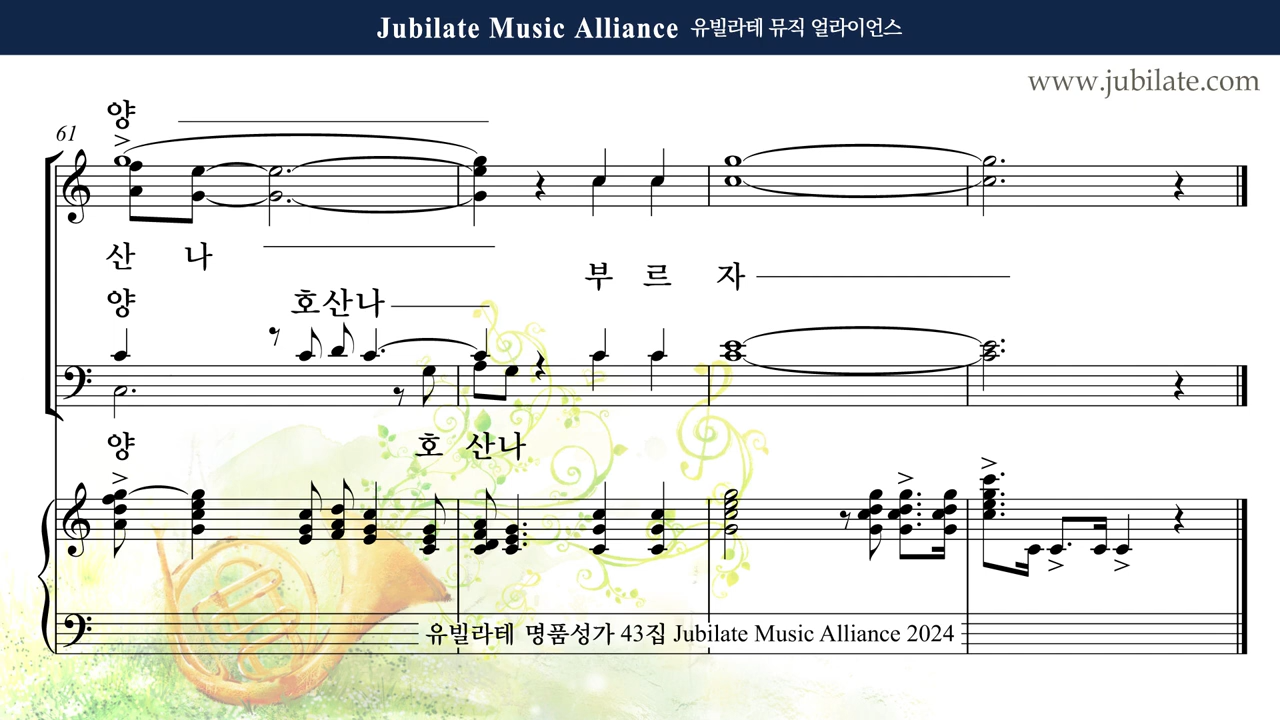 Jubilate Music Alliance 유빌라테 뮤직 얼라이언스
www.jubilate.com
양
61
산 나
부 르 자
양 호산나
양 호 산나
유빌라테 명품성가 43집 Jubilate Music Alliance 2024